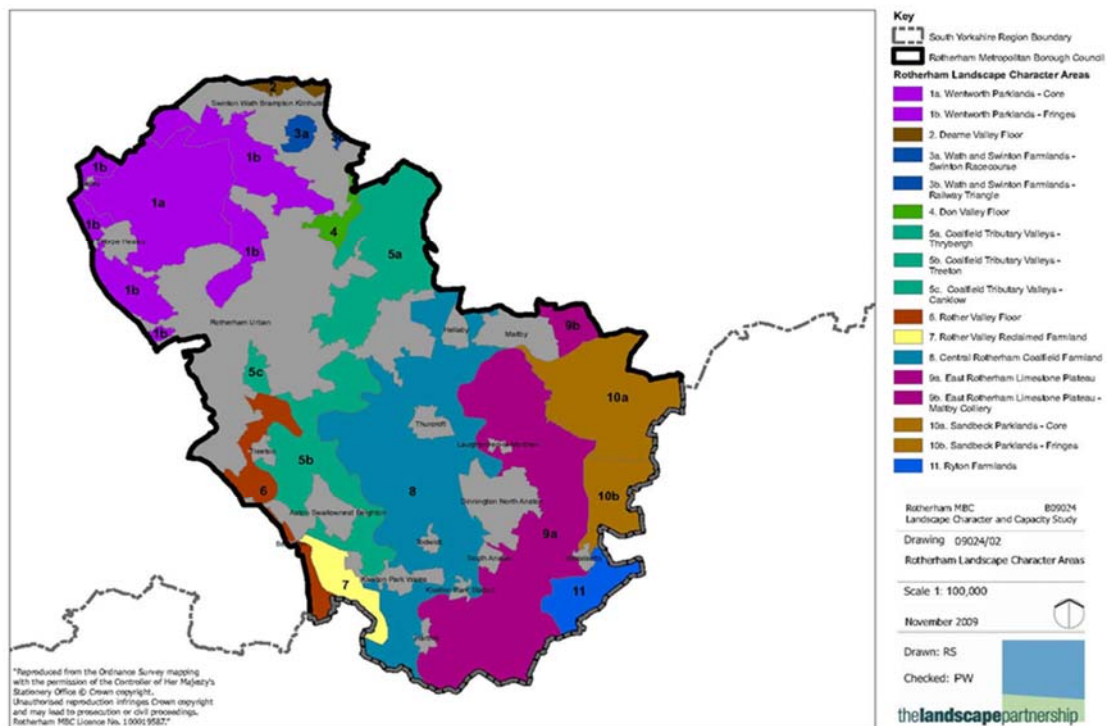 2
Swinton Wath Brampton Kilnhurst
3a
1b
1b
1a
1b
4
5a
1b
1b
Rotherham Urban
1b
Hellaby
Maltby
9b
5c
10a
Thurcroft
5b
6
8
Dinnington North Anston
10b
9a
South Anston
7
Kiveton Park Wales
11
Key
South Yorkshire Region Boundary
Rotherham Metropolitan Borough Council
Rotherham Landscape Character Areas
1a. Wentworth Parklands - Core
1b. Wentworth Parklands - Fringes
2. Dearne Valley Floor
3a. Wath and Swinton Farmlands -
Swinton Racecourse
3b. Wath and Swinton Farmlands -
Railway Triangle
4. Don Valley Floor
5a. Coalfield Tributary Valleys -
Thrybergh
5b. Coalfield Tributary Valleys -
Treeton
5c. Coalfield Tributary Valleys -
Canklow
6. Rother Valley Floor
7. Rother Valley Reclaimed Farmland
8. Central Rotherham Coalfield Farmland
9a. East Rotherham Limestone Plateau
9b. East Rotherham Limestone Plateau -
Maltby Colliery
10a. Sandbeck Parklands - Core
10b. Sandbeck Parklands - Fringes
11. Ryton Farmlands
Rotherham MBC B09024
Landscape Character and Capacity Study
Drawing 09024/02
Rotherham Landscape Character Areas
Scale 1: 100,000
November 2009
Drawn: RS
Checked: PW
thelandscapepartnership
"Reproduced from the Ordnance Survey mapping
with the permission of the Controller of Her Majesty's
Stationery Office © Crown copyright.
Unauthorised reproduction infringes Crown copyright
and may lead to prosecution or civil proceedings.
Rotherham MBC Licence No. 100019587."